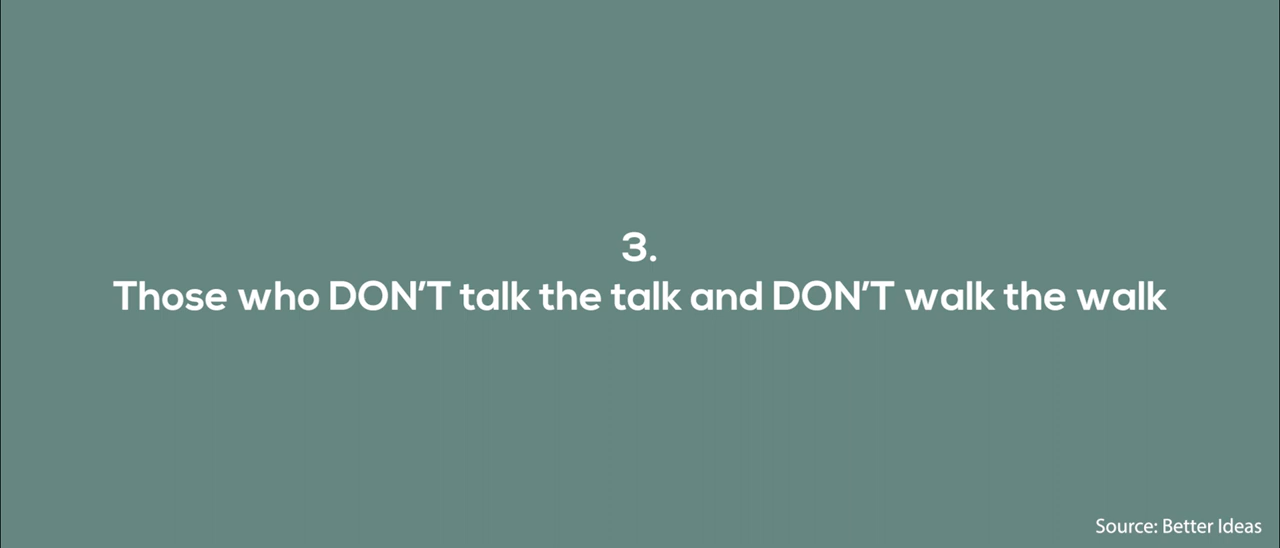 3.
Those who DON’T talk the talk and DON’T walk the walk
Source: Better Ideas